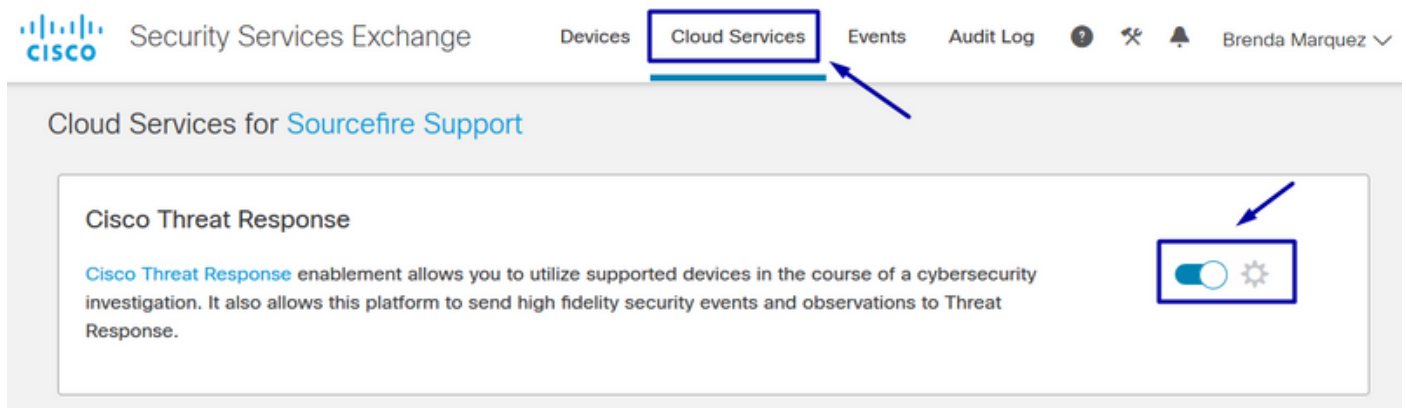 CISCO Security Services Exchange Devices Cloud Services Events Audit Log ? Brenda Marquez
Cloud Services for Sourcefire Support
Cisco Threat Response
Cisco Threat Response enablement allows you to utilize supported devices in the course of a cybersecurity
investigation. It also allows this platform to send high fidelity security events and observations to Threat
Response.